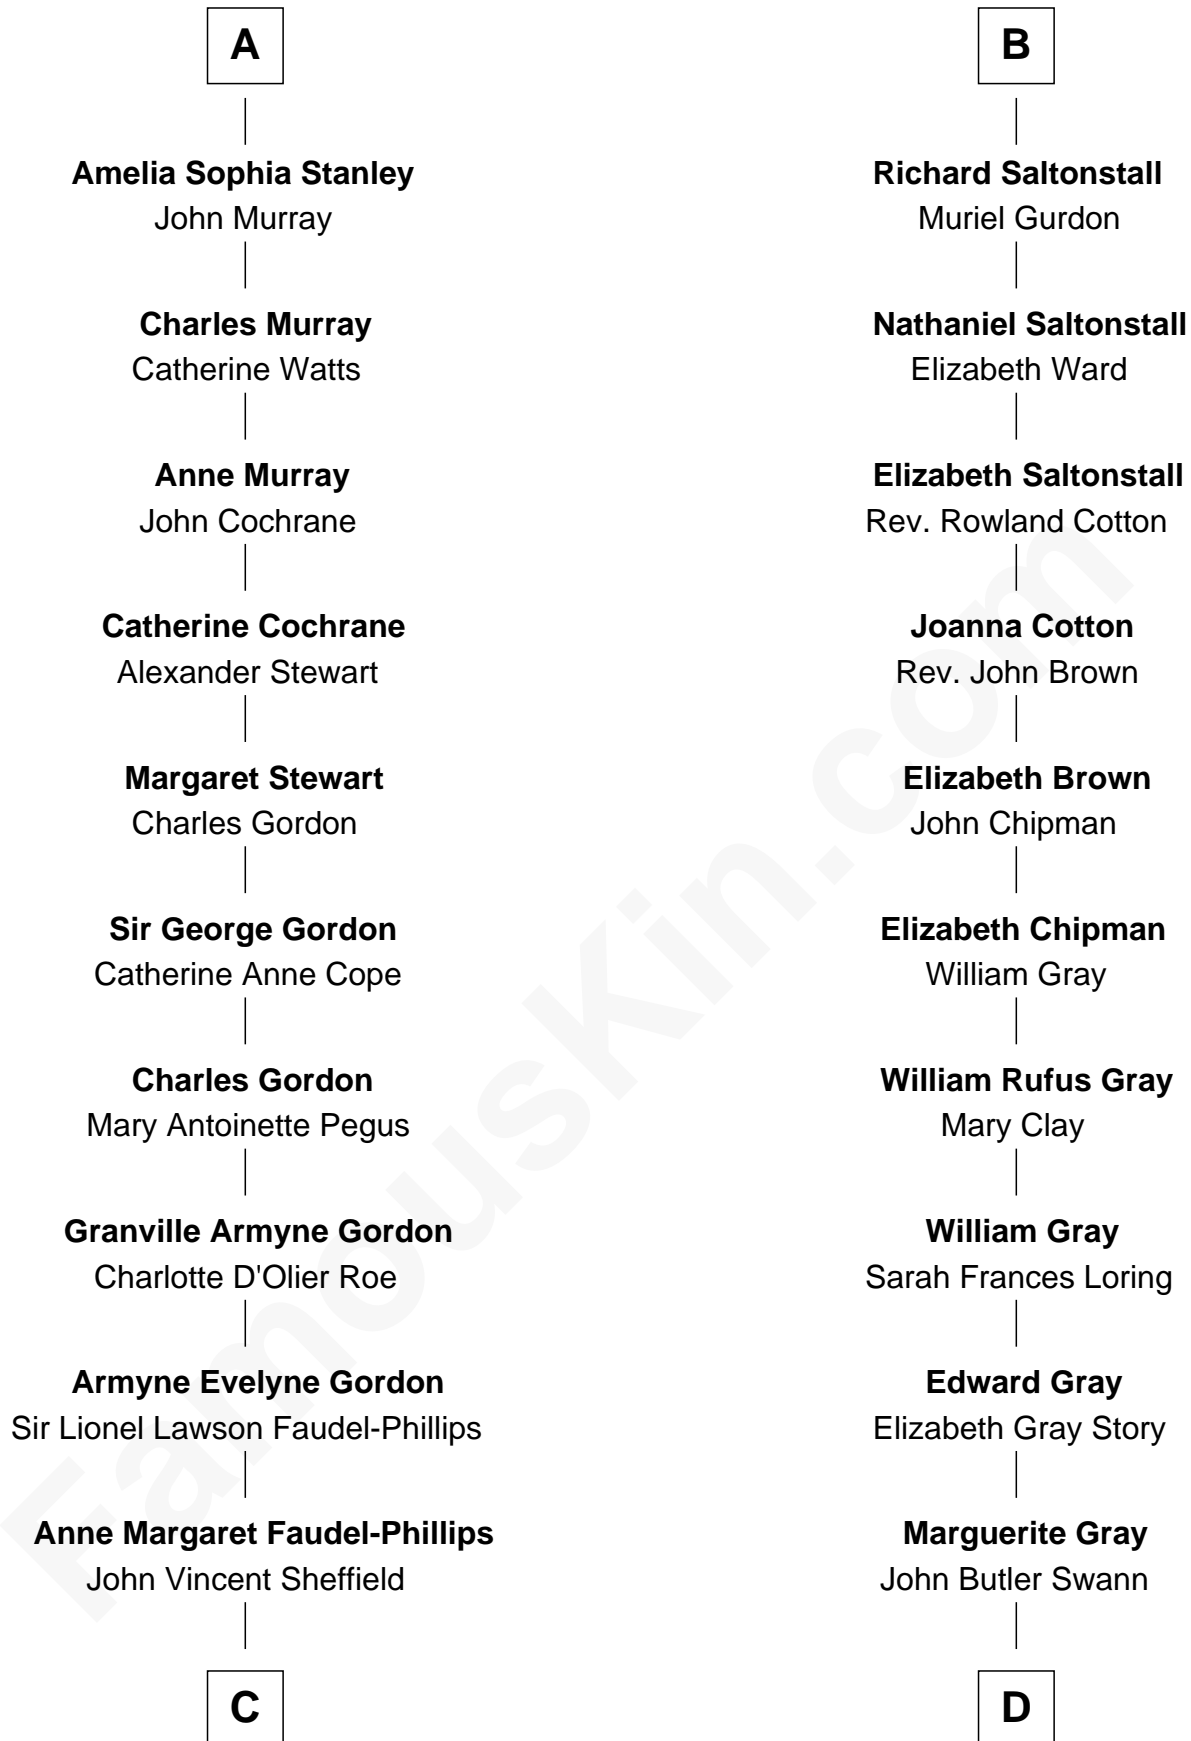 A
Amelia Sophia Stanley
John Murray
Charles Murray
Catherine Watts
Anne Murray
John Cochrane
Catherine Cochrane
Alexander Stewart
Margaret Stewart
Charles Gordon
Sir George Gordon
Catherine Anne Cope
Charles Gordon
Mary Antoinette Pegus
Granville Armyne Gordon
Charlotte D'Olier Roe
Armyne Evelyne Gordon
Sir Lionel Lawson Faudel-Phillips
Anne Margaret Faudel-Phillips
John Vincent Sheffield
C
B
Richard Saltonstall
Muriel Gurdon
Nathaniel Saltonstall
Elizabeth Ward
Elizabeth Saltonstall
Rev. Rowland Cotton
Joanna Cotton
Rev. John Brown
Elizabeth Brown
John Chipman
Elizabeth Chipman
William Gray
William Rufus Gray
Mary Clay
William Gray
Sarah Frances Loring
Edward Gray
Elizabeth Gray Story
Marguerite Gray
John Butler Swann
D
FamousKin.com